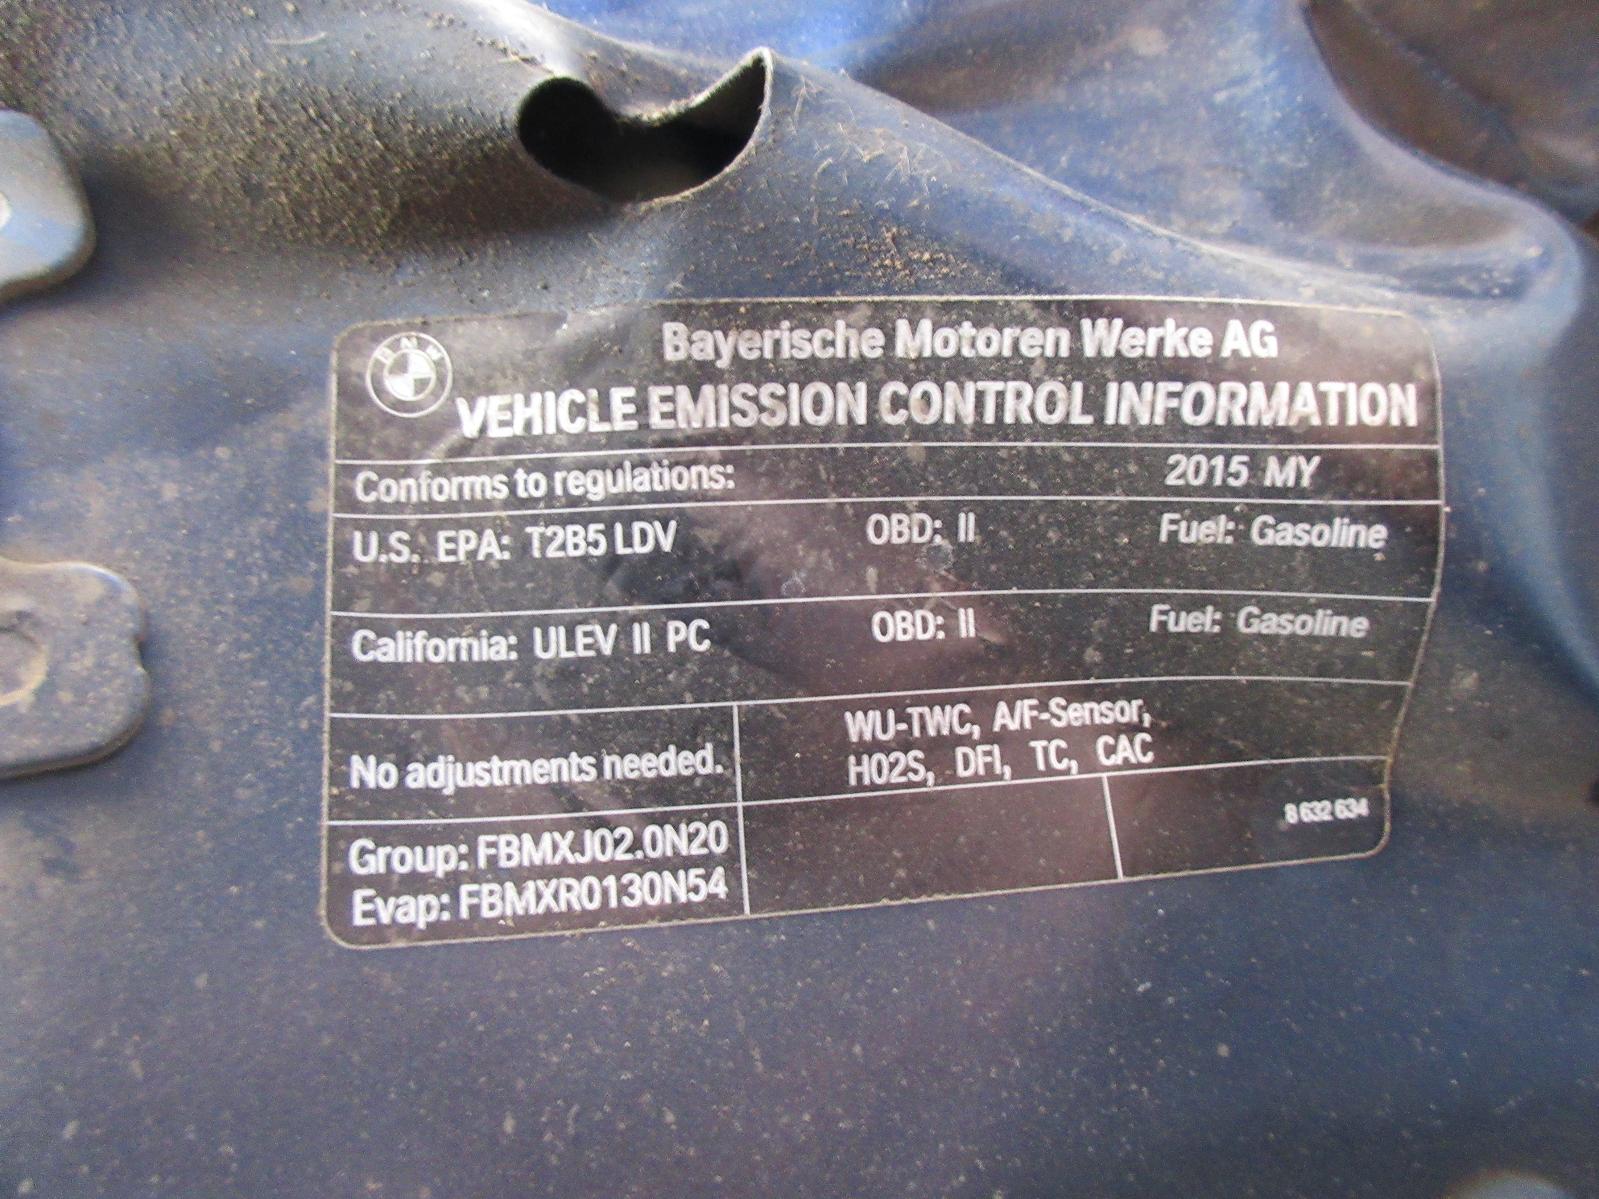 BMW
Bayerische Motoren Werke AG
VEHICLE EMISSION CONTROL INFORMATION
Conforms to regulations: 2015 MY
U.S. EPA: T2B5 LDV OBD: II Fuel: Gasoline
California: ULEV II PC OBD: II Fuel: Gasoline
No adjustments needed.
WU-TWC, A/F-Sensor,
H02S, DFI, TC, CAC
Group: FBMXJ02.0N20
Evap: FBMXR0130N54
8 632 634